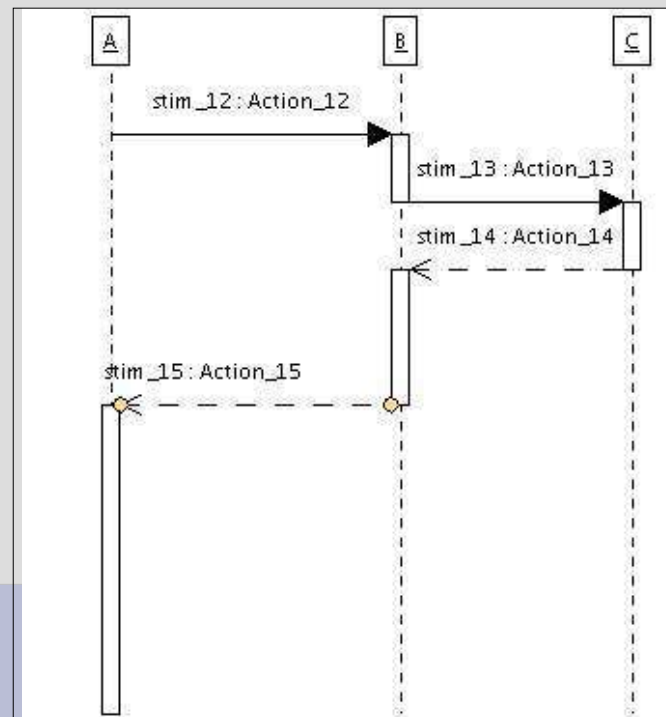 A B C
stim_12 : Action_12
stim_13 : Action_13
stim_14 : Action_14
stim_15 : Action_15